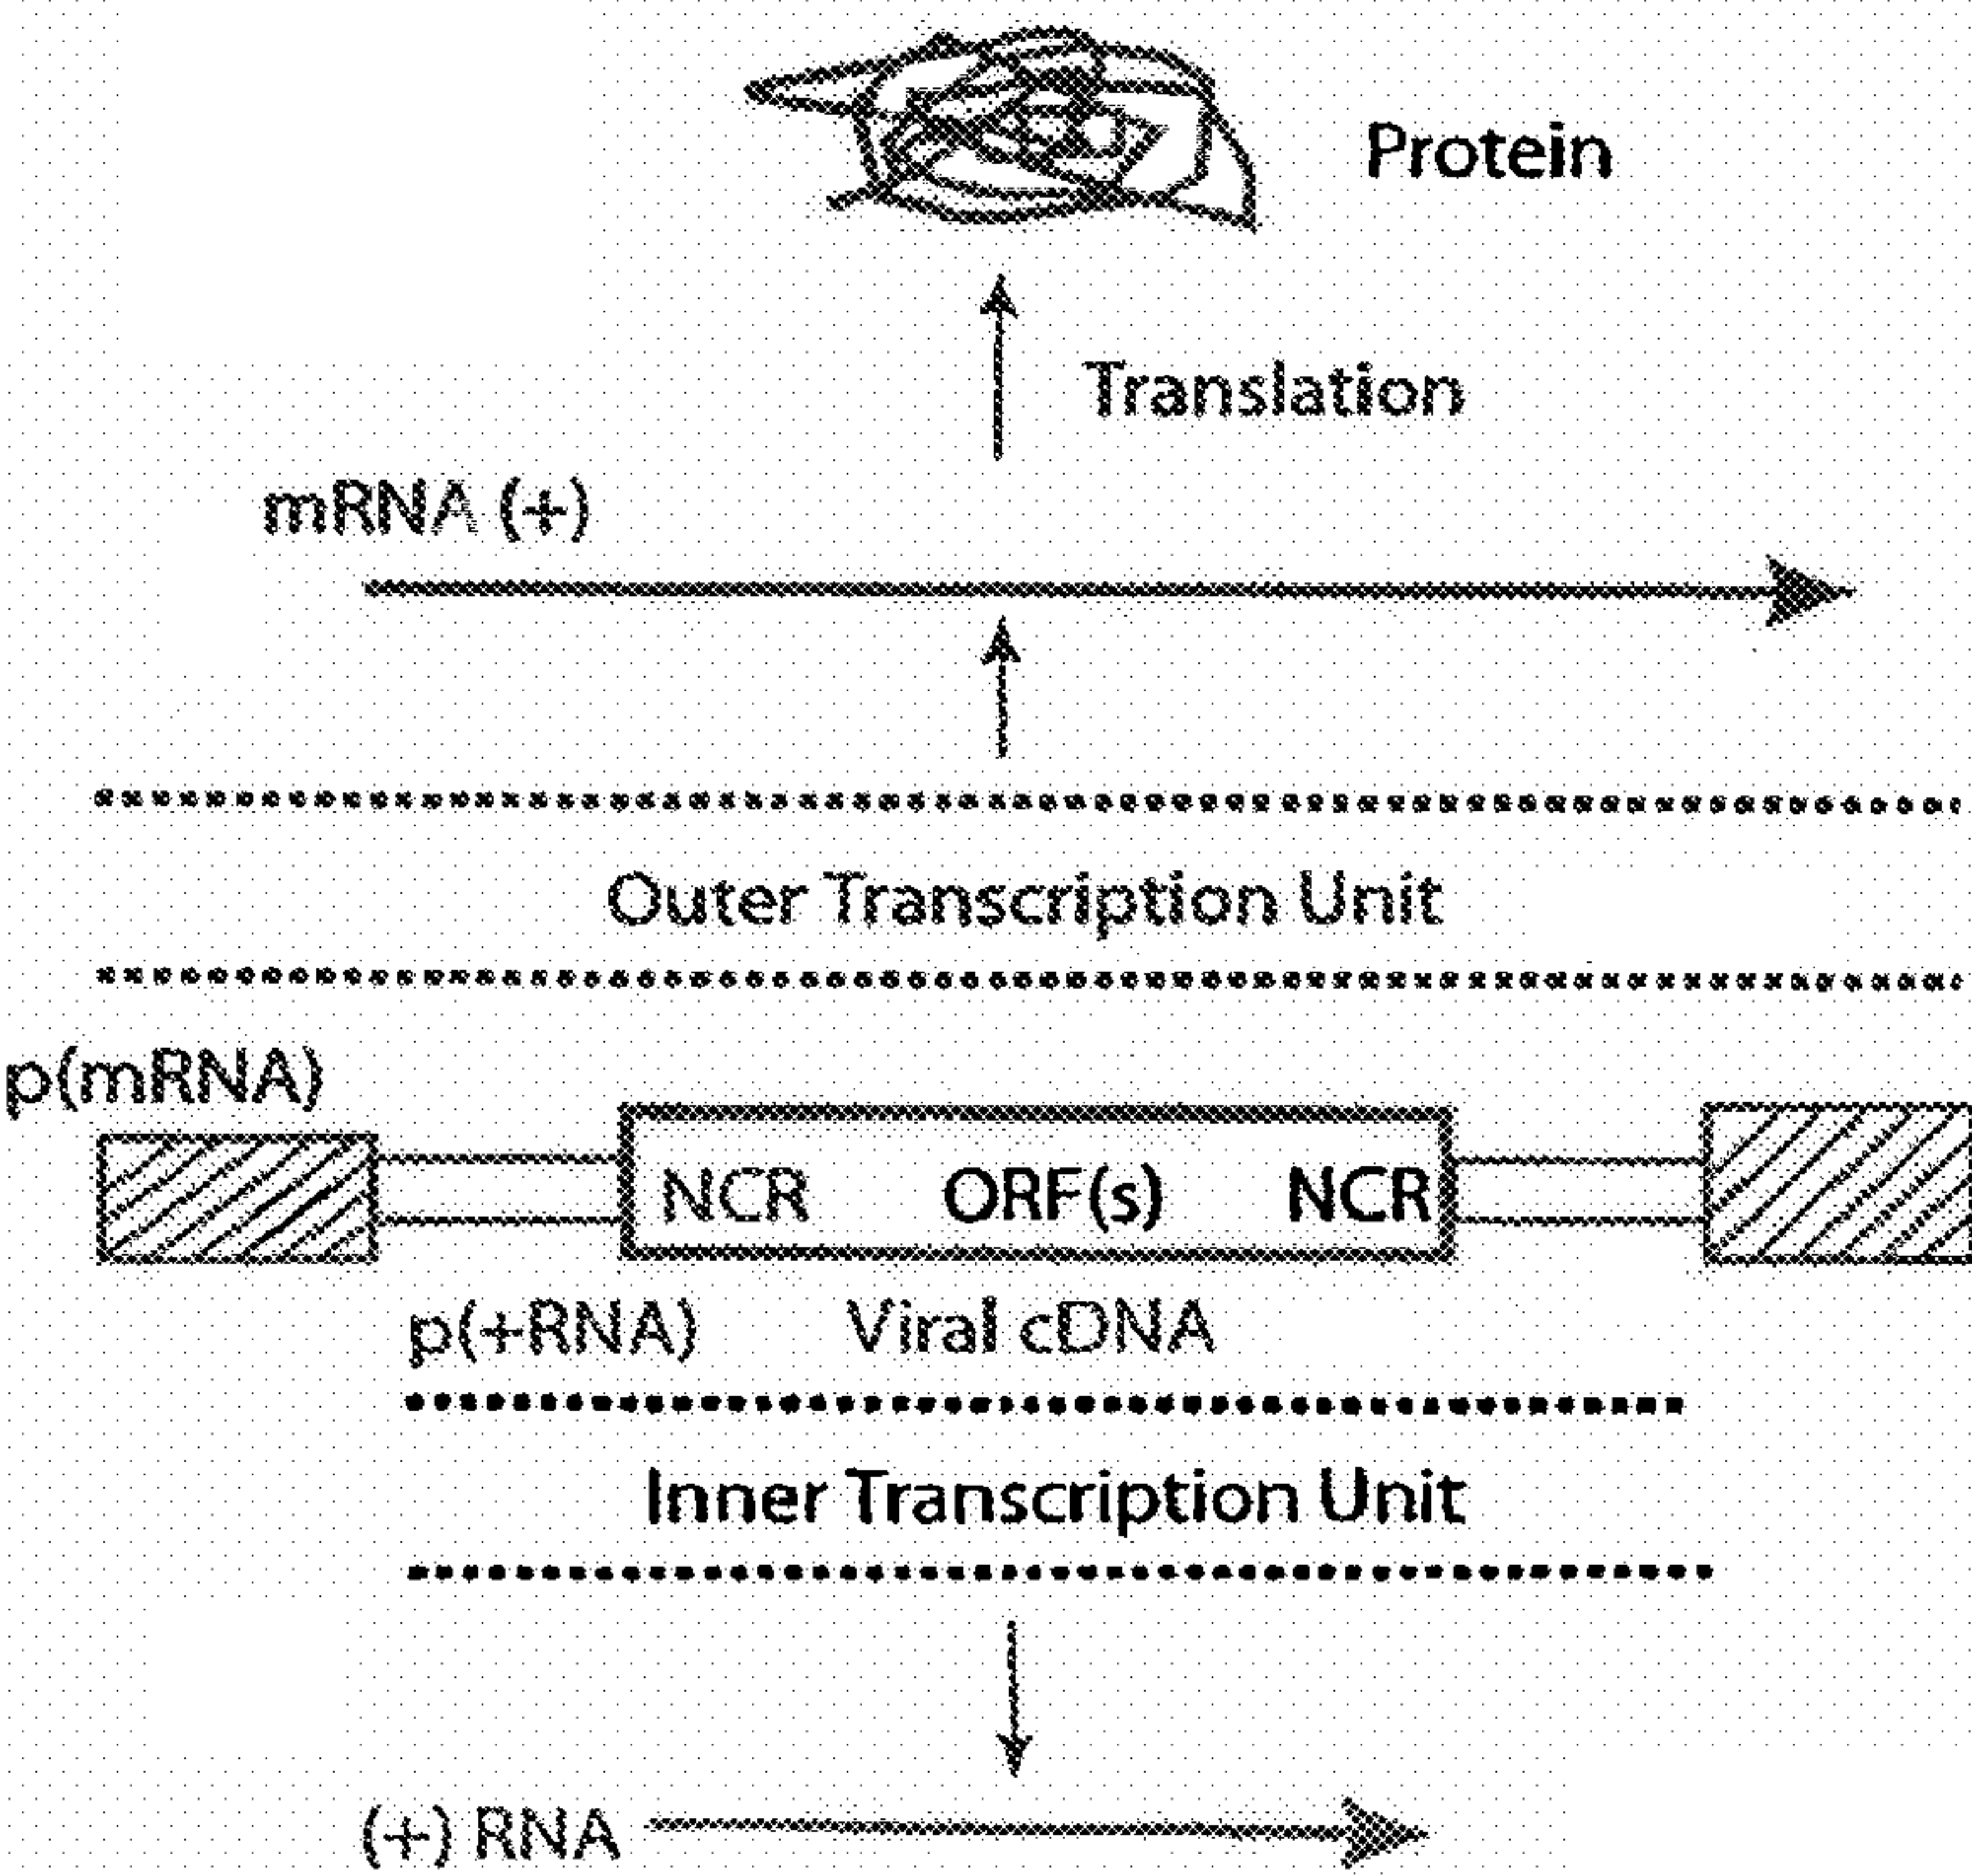 Protein
Translation
mRNA (+)
Outer Transcription Unit
p(mRNA)
NCR ORF(s) NCR
p(+RNA) Viral cDNA
Inner Transcription Unit
(+) RNA